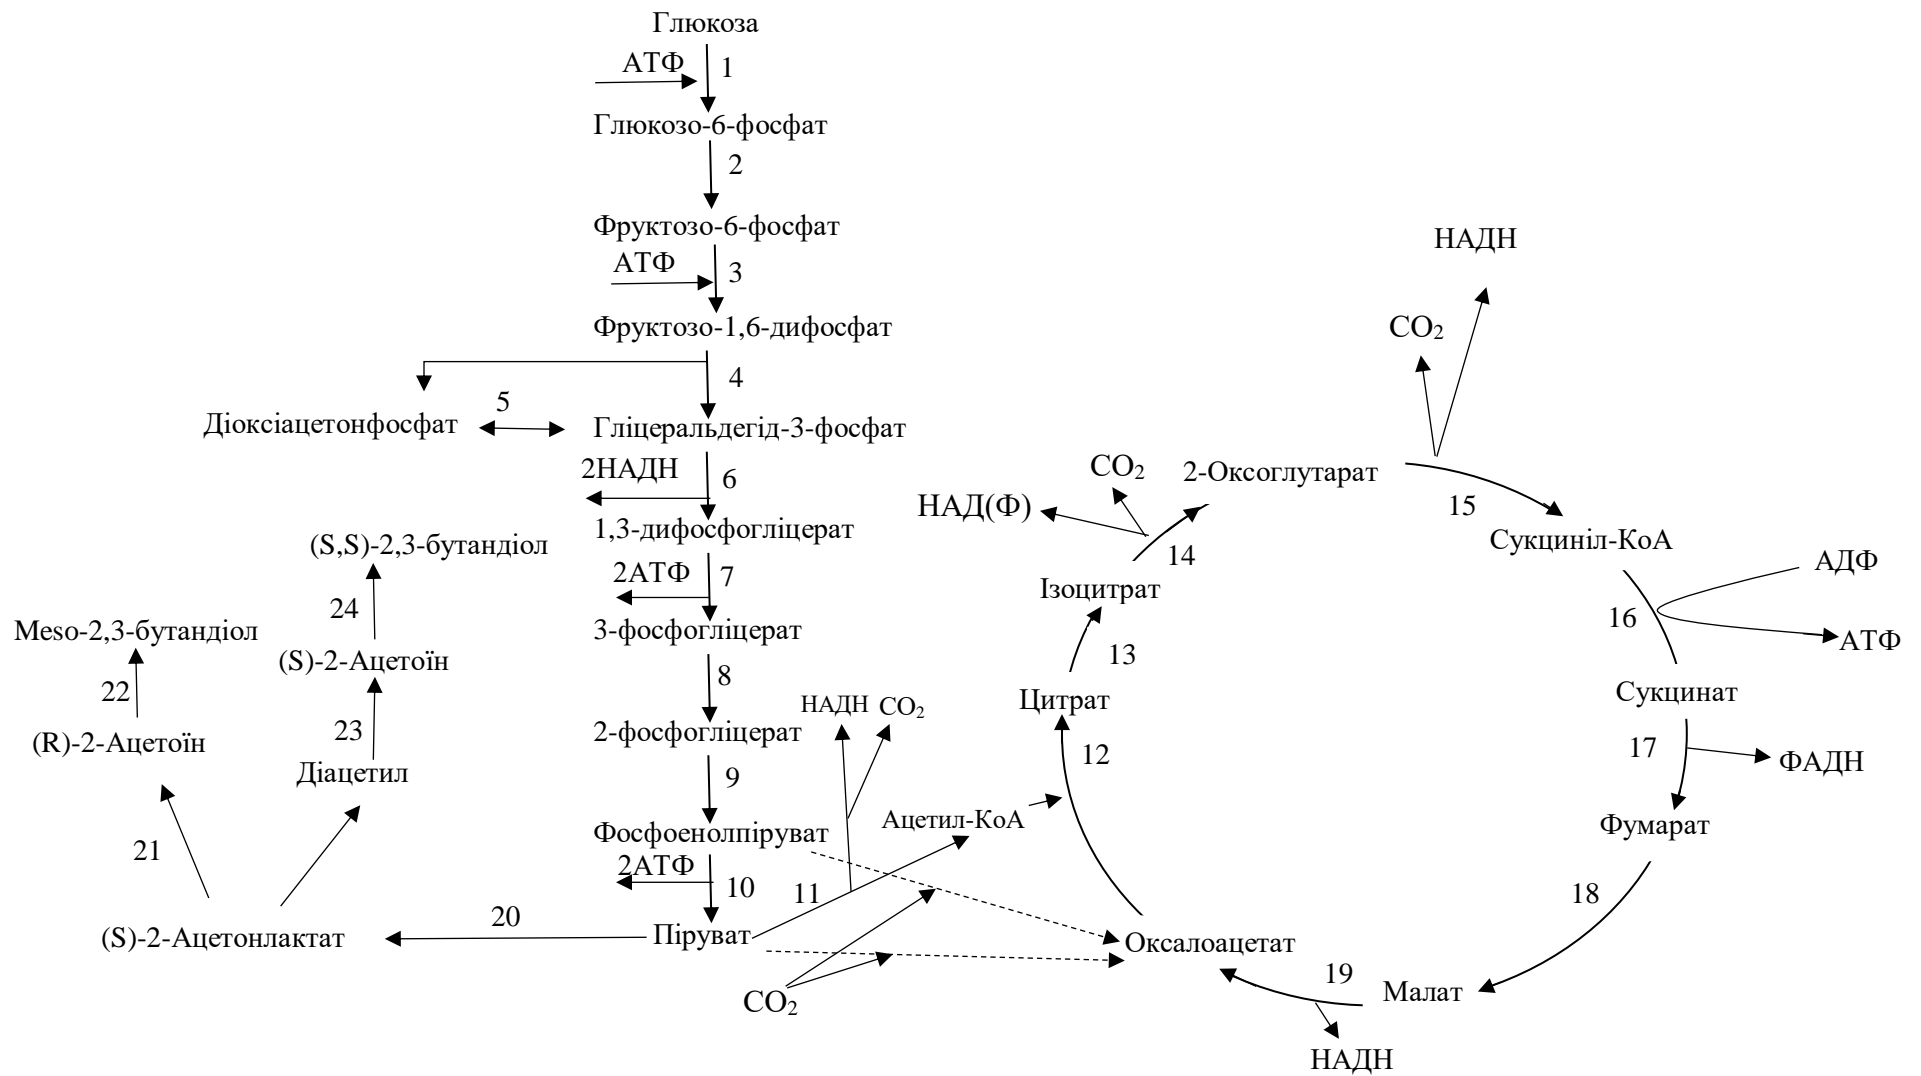 Глюкоза
АТФ
1
Глюкозо-6-фосфат
2
Фруктозо-6-фосфат
АТФ
3
Фруктозо-1,6-дифосфат
4
Діоксіацетонфосфат
5
Гліцеральдегід-3-фосфат
2НАДН
6
1,3-дифосфогліцерат
2АТФ
7
3-фосфогліцерат
8
2-фосфогліцерат
9
Фосфоенолпіруват
2АТФ
10
Піруват
11
НАДН
CO2
Ацетил-КоА
CO2
Оксалоацетат
12
Цитрат
13
Ізоцитрат
14
НАД(Ф)
CO2
2-Оксоглутарат
15
CO2
НАДН
Сукциніл-КоА
16
АДФ
АТФ
Сукцинат
17
ФАДН
Фумарат
18
Малат
19
НАДН
20
(S)-2-Ацетонлактат
21
(R)-2-Ацетоїн
22
Meso-2,3-бутандіол
Діацетил
23
(S)-2-Ацетоїн
24
(S,S)-2,3-бутандіол